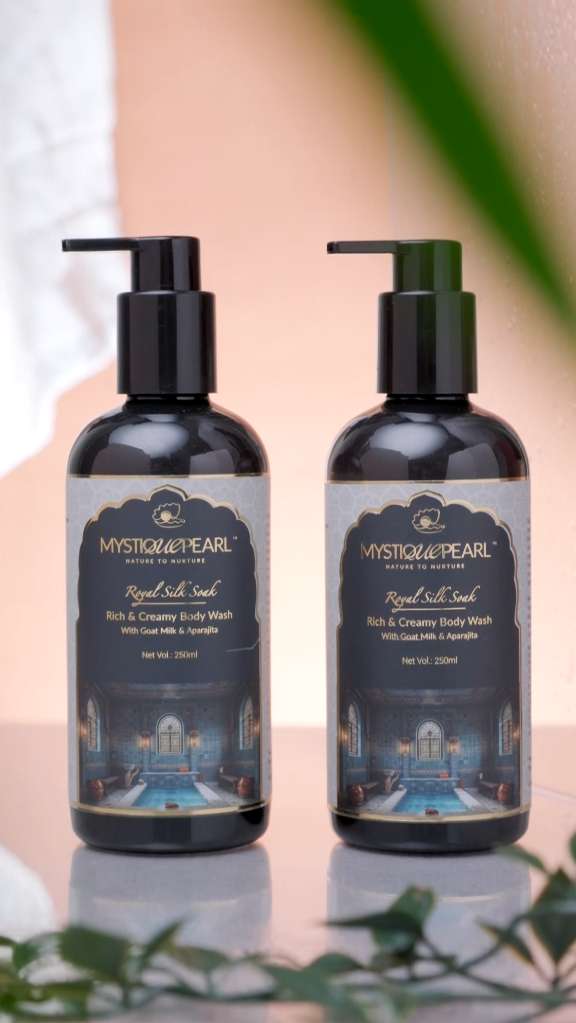 MYSTIQUEPEARL™
NATURE TO NURTURE
Royal Silk Soak
Rich & Creamy Body Wash
With Goat Milk & Aparajita
Net Vol.: 250ml
MYSTIQUEPEARL™
NATURE TO NURTURE
Royal Silk Soak
Rich & Creamy Body Wash
With Goat Milk & Aparajita
Net Vol.: 250ml